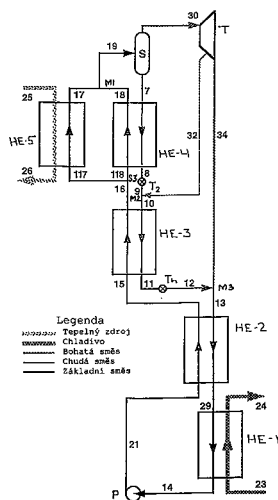 30
T
19
S
M1
17
18
7
25
HE-5
HE-4
32
34
26
117
118
S3
8
T2
16
9
M2
10
HE-3
15
11
Th
12
M3
13
HE-2
Legenda
Tepelný zdroj
Chladivo
Bohatá směs
Chudá směs
Základní směs
29
24
HE-1
21
23
P
14